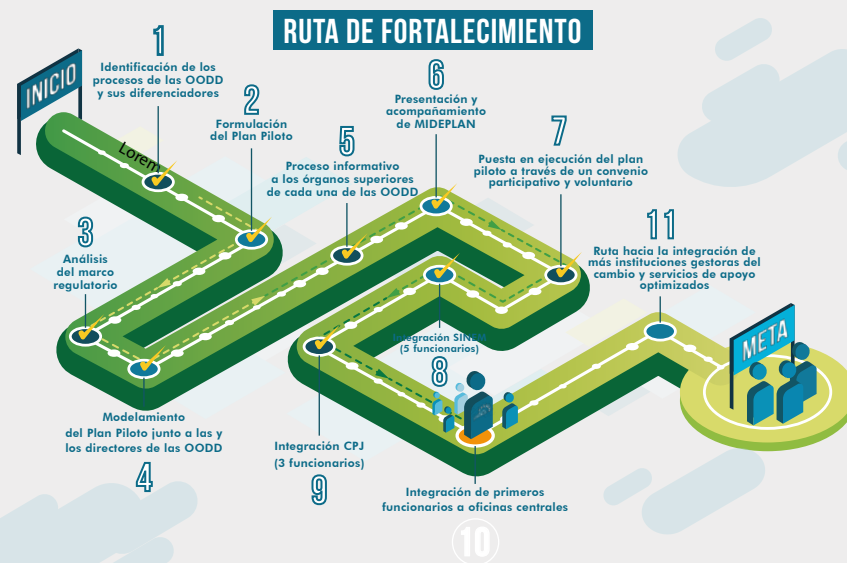 RUTA DE FORTALECIMIENTO
INICIO
1
Identificación de los
procesos de las OODD
y sus diferenciadores
Lorem
2
Formulación
del Plan Piloto
3
Análisis
del marco
regulatorio
Modelamiento
del Plan Piloto junto a las y
los directores de las OODD
4
5
Proceso informativo
a los órganos superiores
de cada una de las OODD
6
Presentación y
acompañamiento
de MIDEPLAN
7
Puesta en ejecución del plan
piloto a través de un convenio
participativo y voluntario
Integración
(5 funcionarios)
8
Integración CPJ
(3 funcionarios)
9
Integración de primeros
funcionarios a oficinas centrales
10
11
Ruta hacia la integración de
más instituciones gestoras del
cambio y servicios de apoyo
optimizados
META